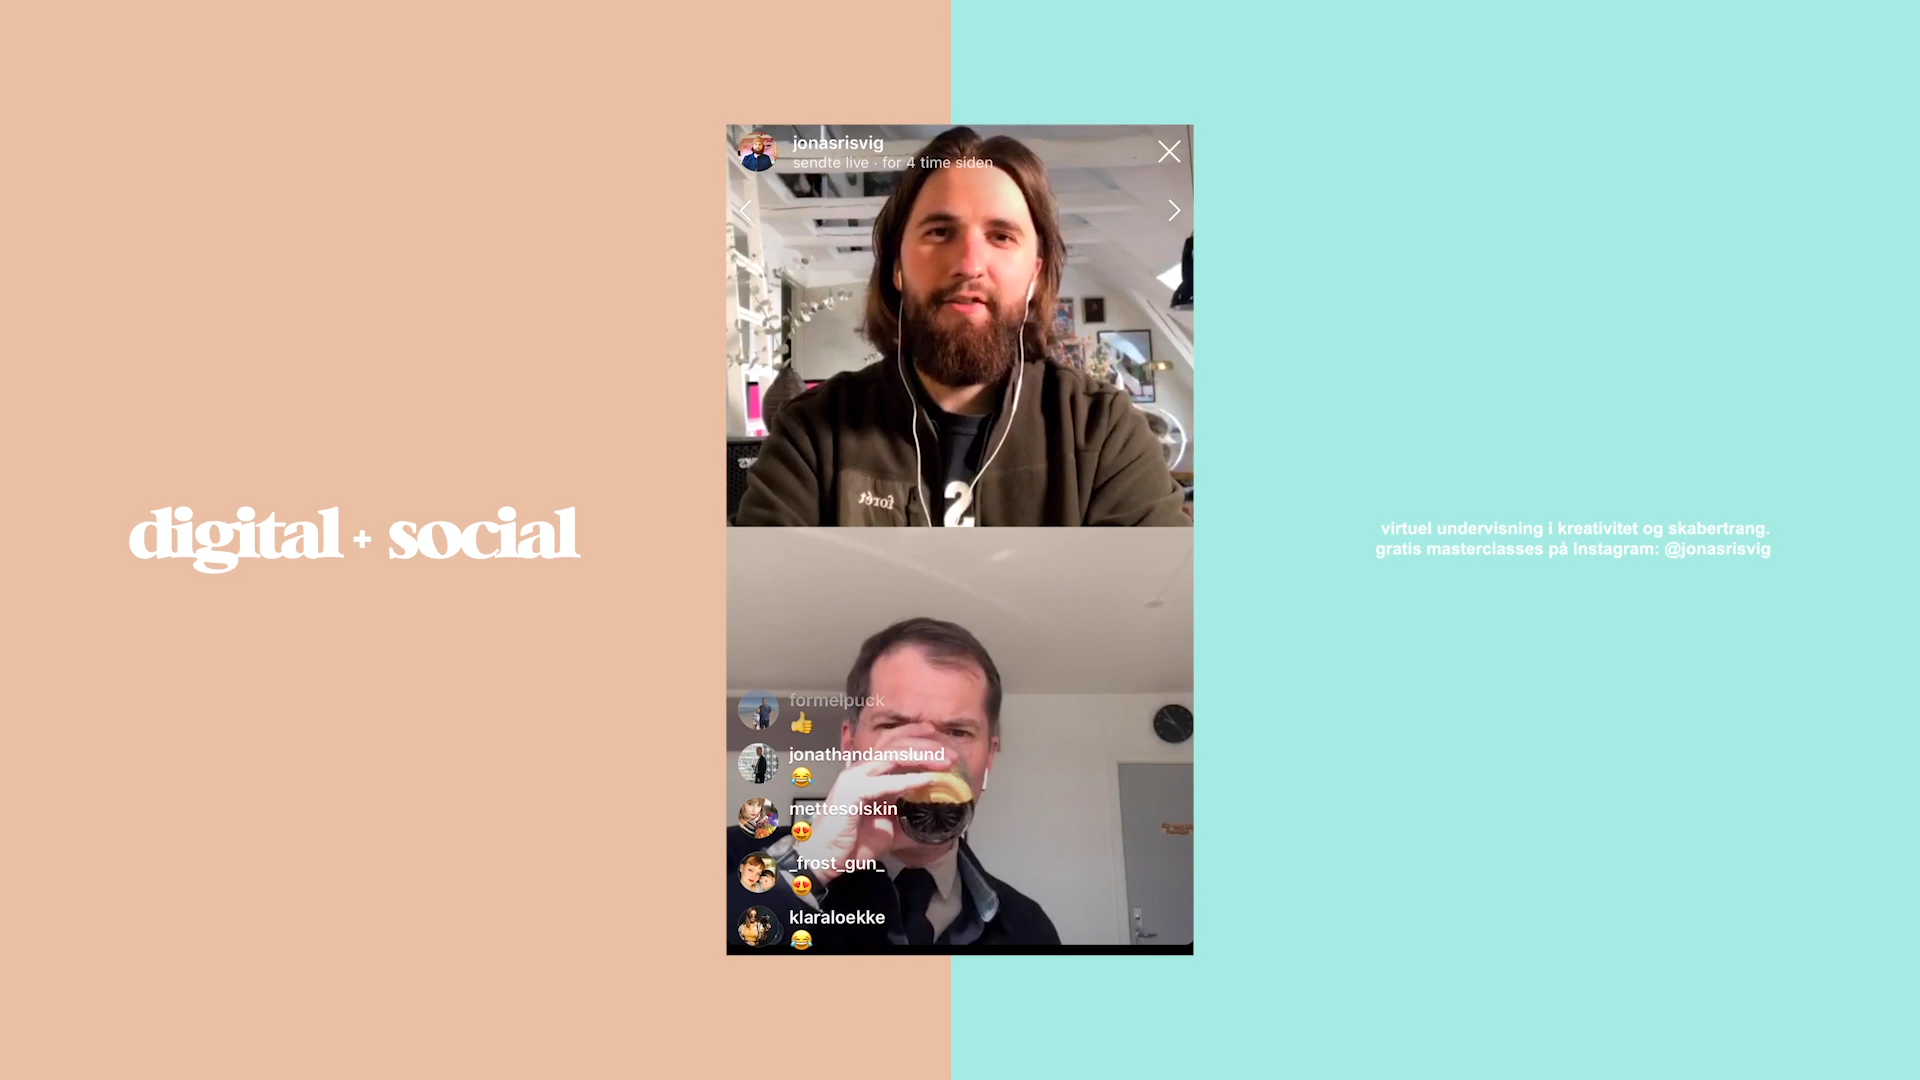 jonasrisvig
sendte live · for 4 time siden
forét
S
digital + social
virtuel undervisning i kreativitet og skabertrang.
gratis masterclasses på Instagram: @jonasrisvig
formelpuck
👍
jonathandamslund
😂
mettesolskin
😍
_frost_gun_
😍
klaraloekke
😂